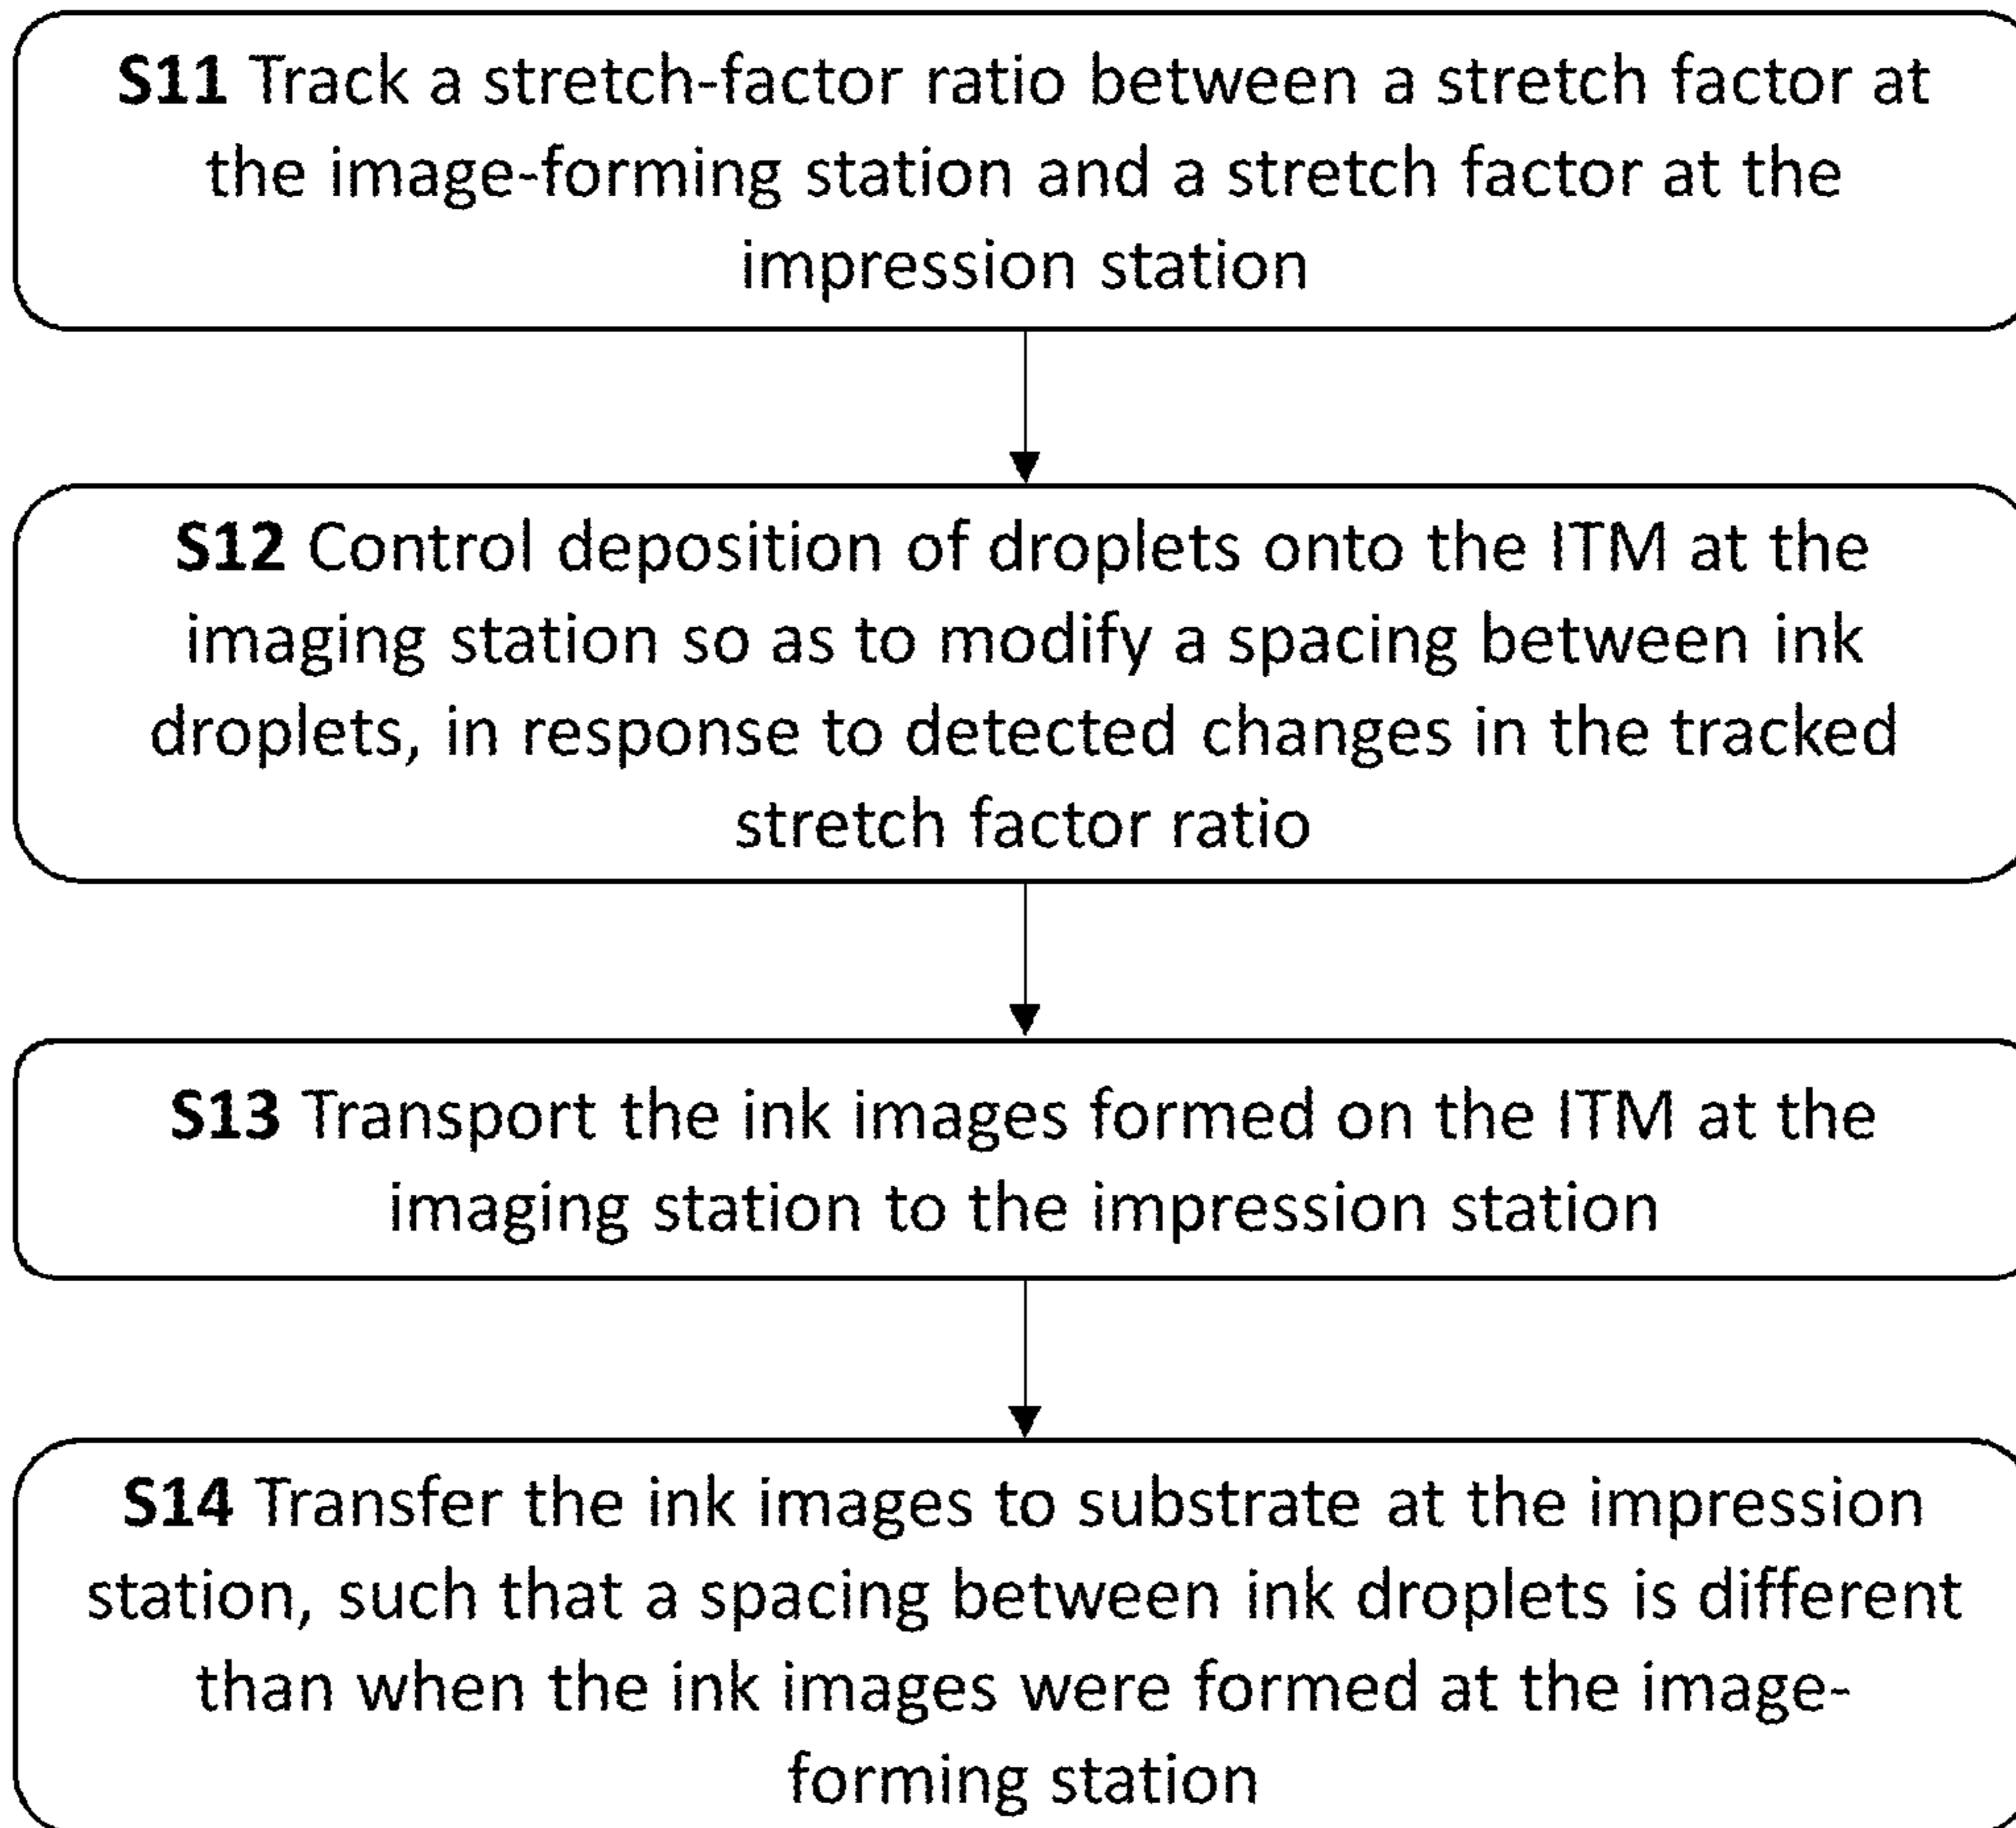 S11 Track a stretch-factor ratio between a stretch factor at
the image-forming station and a stretch factor at the
impression station
S12 Control deposition of droplets onto the ITM at the
imaging station so as to modify a spacing between ink
droplets, in response to detected changes in the tracked
stretch factor ratio
S13 Transport the ink images formed on the ITM at the
imaging station to the impression station
S14 Transfer the ink images to substrate at the impression
station, such that a spacing between ink droplets is different
than when the ink images were formed at the image-
forming station